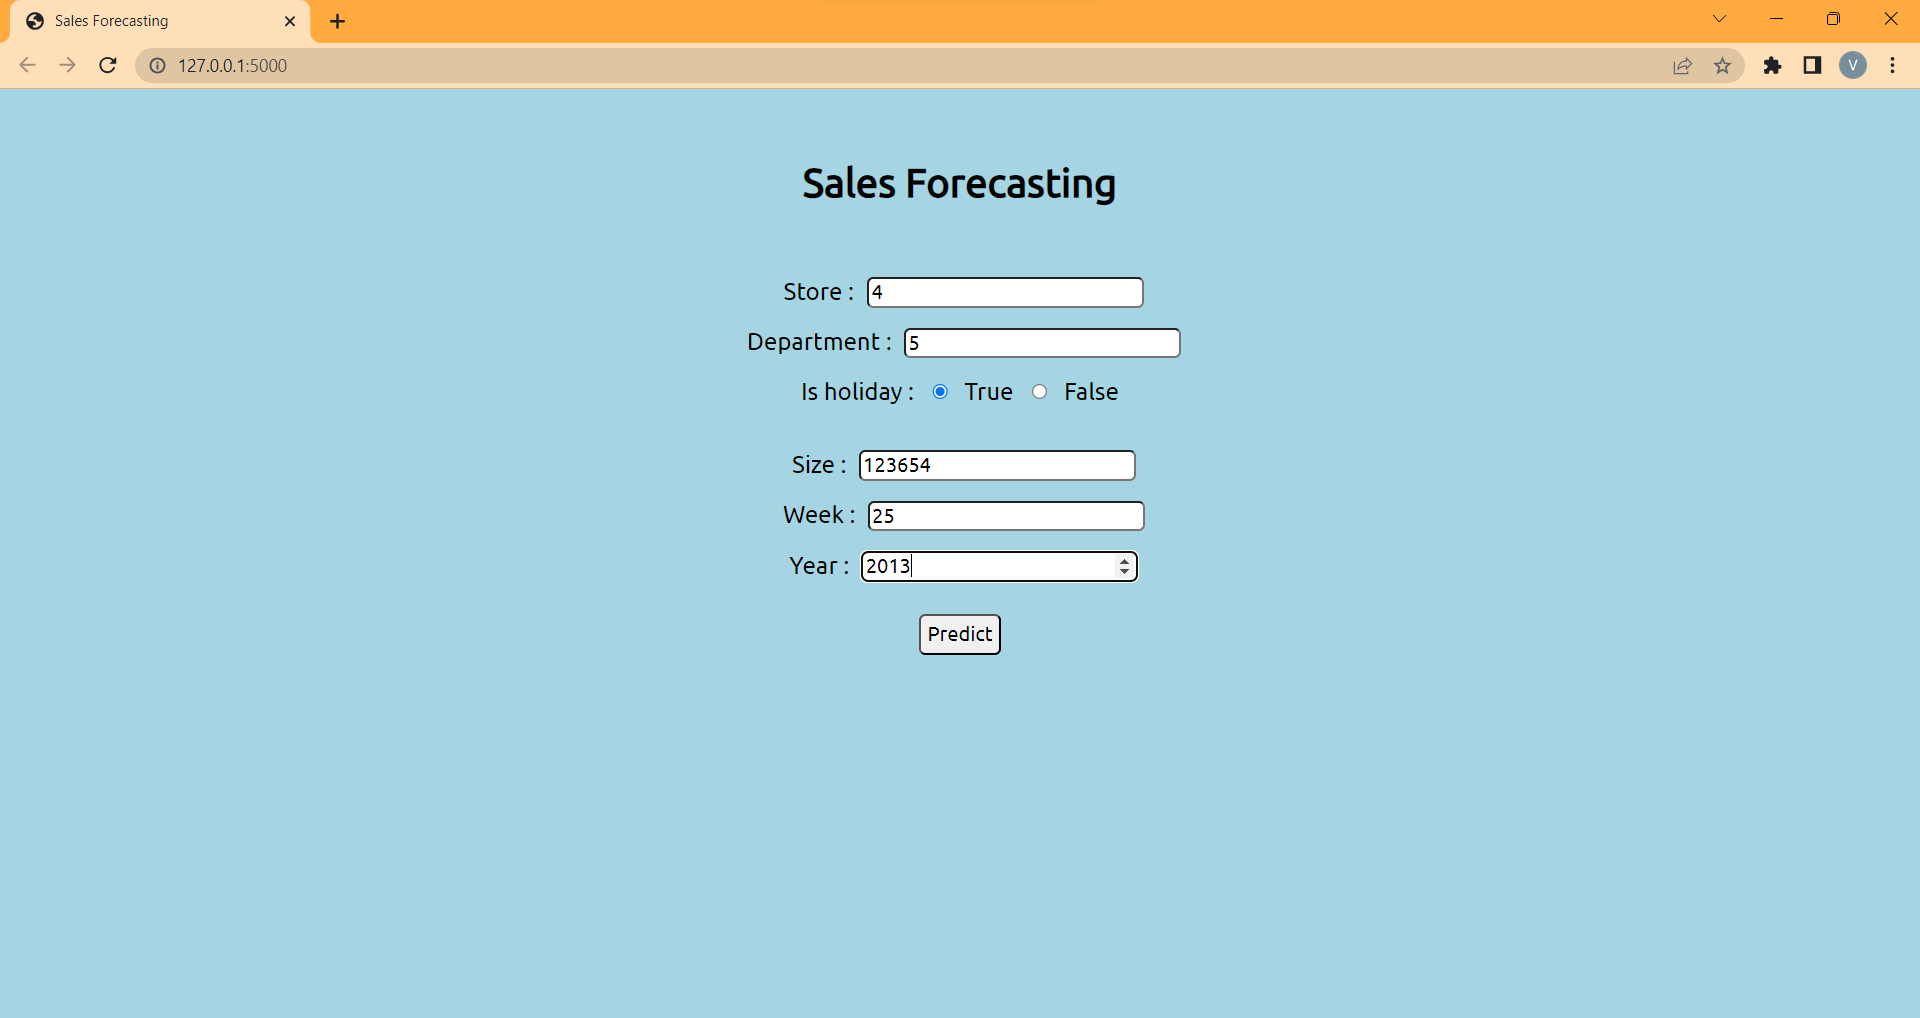 Sales Forecasting
127.0.0.1:5000
V
Sales Forecasting
Store : 4
Department : 5
Is holiday : True False
Size : 123654
Week : 25
Year : 2013
Predict